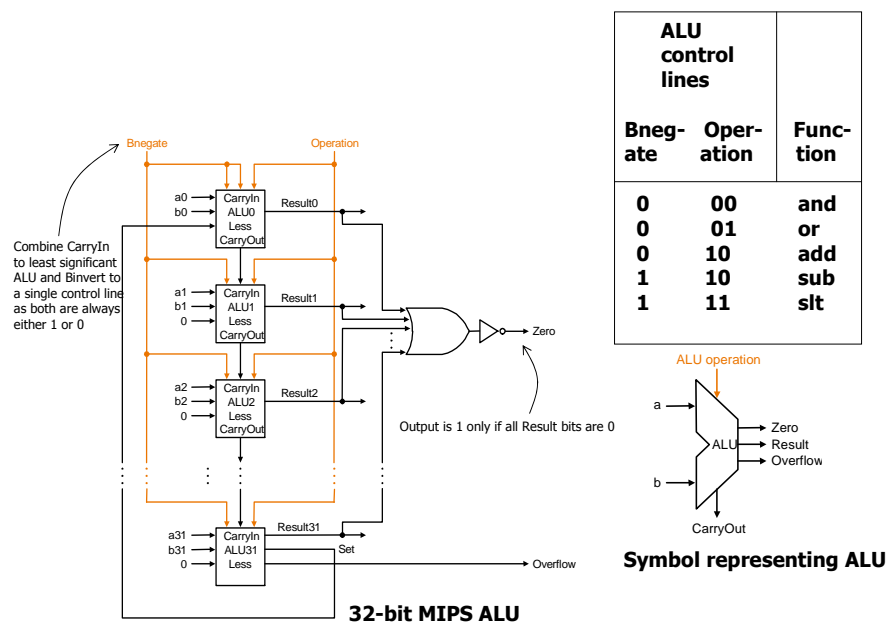 Bnegate
Operation
a0
b0
CarryIn
ALU0
Less
CarryOut
Result0
Combine CarryIn
to least significant
ALU and Binvert to
a single control line
as both are always
either 1 or 0
a1
b1
0
CarryIn
ALU1
Less
CarryOut
Result1
Zero
a2
b2
0
CarryIn
ALU2
Less
CarryOut
Result2
Output is 1 only if all Result bits are 0
a31
b31
0
CarryIn
ALU31
Less
Result31
Set
Overflow
32-bit MIPS ALU
ALU
control
lines
Bneg-
ate
Oper-
ation
Func-
tion
0 00 and
0 01 or
0 10 add
1 10 sub
1 11 slt
ALU operation
a
b
ALU
Zero
Result
Overflow
CarryOut
Symbol representing ALU